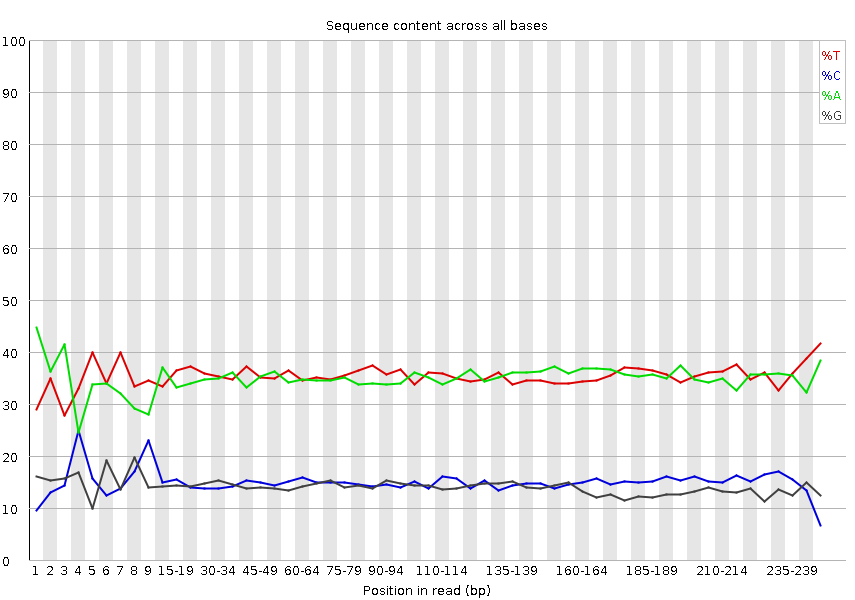 Sequence content across all bases
100
90
80
70
60
50
40
30
20
10
0
%T
%C
%A
%G
1 2 3 4 5 6 7 8 9 15-19 30-34 45-49 60-64 75-79 90-94 110-114 135-139 160-164 185-189 210-214 235-239
Position in read (bp)